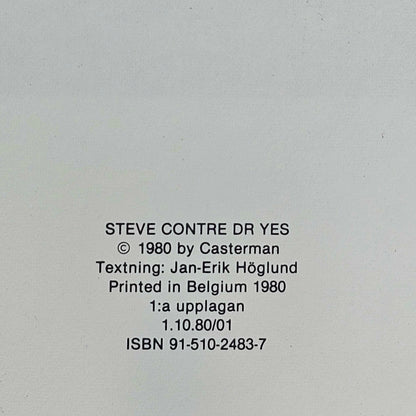 STEVE CONTRE DR YES
© 1980 by Casterman
Textning: Jan-Erik Höglund
Printed in Belgium 1980
1:a upplagan
1.10.80/01
ISBN 91-510-2483-7